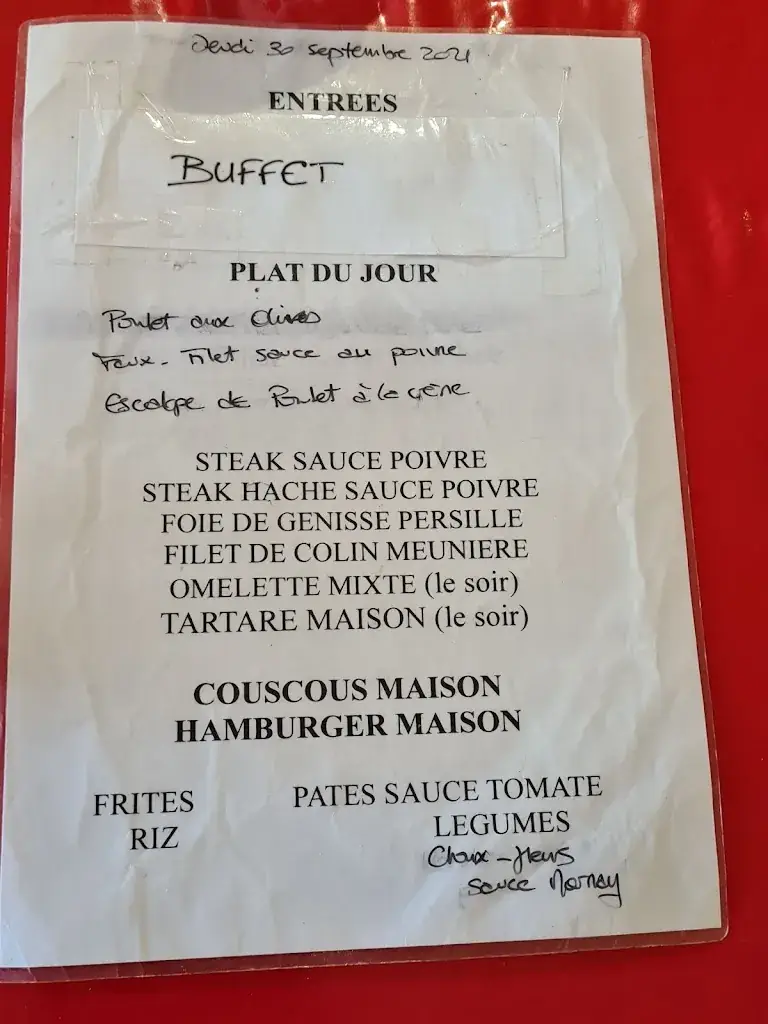 Jeudi 30 septembre 2021
ENTREES
BUFFET
PLAT DU JOUR
Poulet aux Olives
Faux-Filet sauce au poivre
Escalope de Poulet à la crème
STEAK SAUCE POIVRE
STEAK HACHE SAUCE POIVRE
FOIE DE GENISSE PERSILLE
FILET DE COLIN MEUNIERE
OMELETTE MIXTE (le soir)
TARTARE MAISON (le soir)
COUSCOUS MAISON
HAMBURGER MAISON
FRITES PATES SAUCE TOMATE
RIZ LEGUMES
Choux-fleurs
sauce Mornay